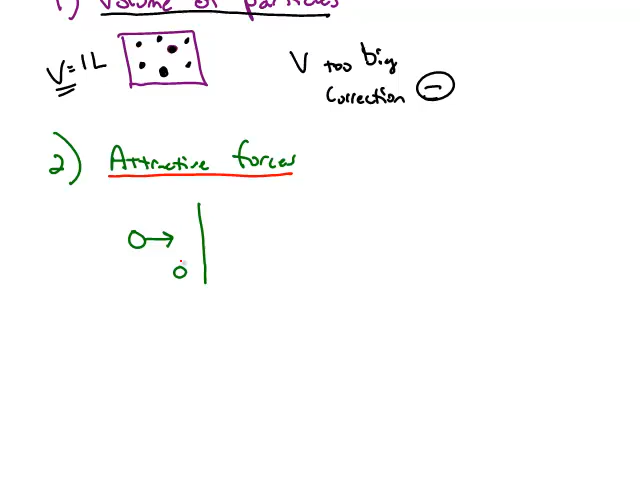 1) Volume of particles
V=1L
V too big
correction -
2) Attractive forces